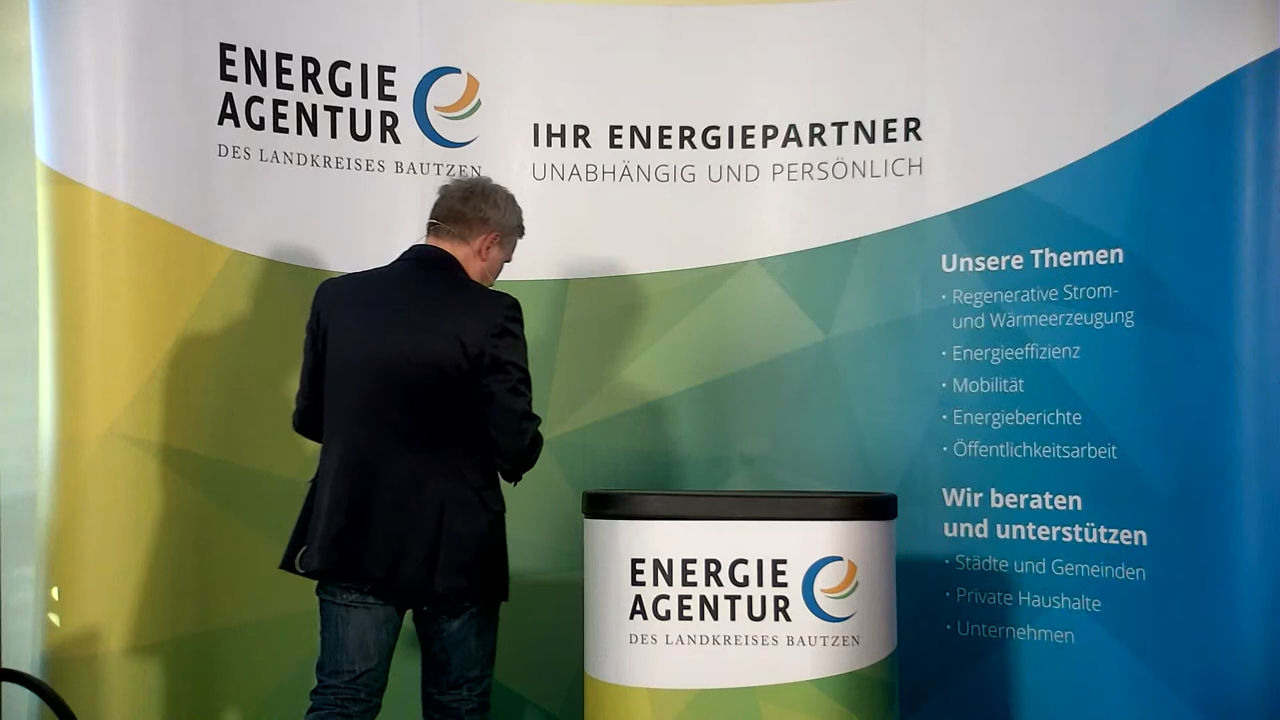 ENERGIE
AGENTUR
DES LANDKREISES BAUTZEN
IHR ENERGIEPARTNER
UNABHÄNGIG UND PERSÖNLICH
Unsere Themen
· Regenerative Strom-
und Wärmeerzeugung
· Energieeffizienz
· Mobilität
· Energieberichte
· Öffentlichkeitsarbeit
Wir beraten
und unterstützen
· Städte und Gemeinden
· Private Haushalte
· Unternehmen
ENERGIE
AGENTUR
DES LANDKREISES BAUTZEN